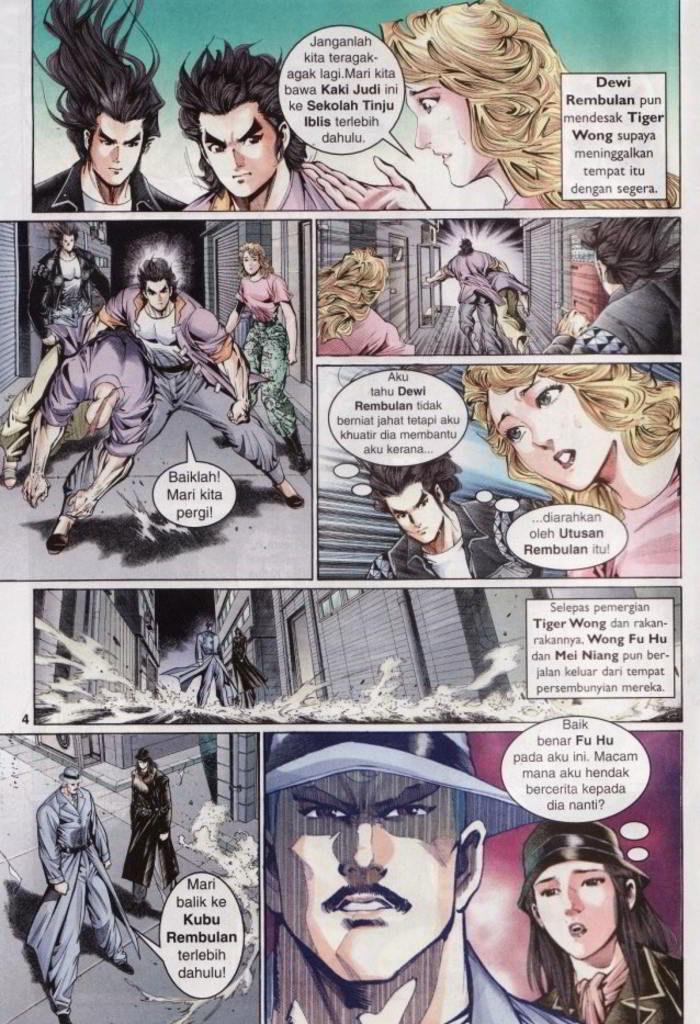 Janganlah
kita teragak-
agak lagi.Mari kita
bawa Kaki Judi ini
ke Sekolah Tinju
Iblis terlebih
dahulu.
Dewi
Rembulan pun
mendesak Tiger
Wong supaya
meninggalkan
tempat itu
dengan segera.
Baiklah!
Mari kita
pergi!
Aku
tahu Dewi
Rembulan tidak
berniat jahat tetapi aku
khuatir dia membantu
aku kerana...
...diarahkan
oleh Utusan
Rembulan itu!
Selepas pemergian
Tiger Wong dan rakan-
rakannya, Wong Fu Hu
dan Mei Niang pun ber-
jalan keluar dari tempat
persembunyian mereka.
4
Mari
balik ke
Kubu
Rembulan
terlebih
dahulu!
Baik
benar Fu Hu
pada aku ini. Macam
mana aku hendak
bercerita kepada
dia nanti?